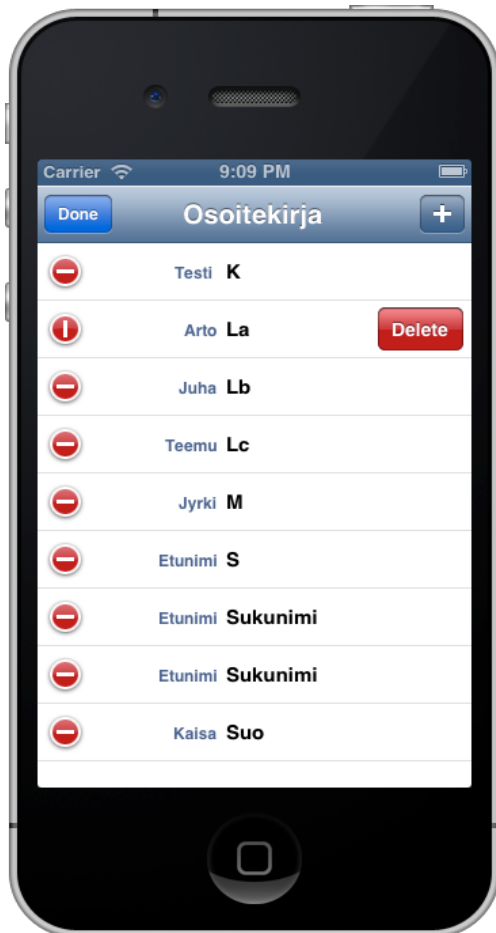 Carrier 9:09 PM
Done Osoitekirja +
Testi K
Arto La Delete
Juha Lb
Teemu Lc
Jyrki M
Etunimi S
Etunimi Sukunimi
Etunimi Sukunimi
Kaisa Suo